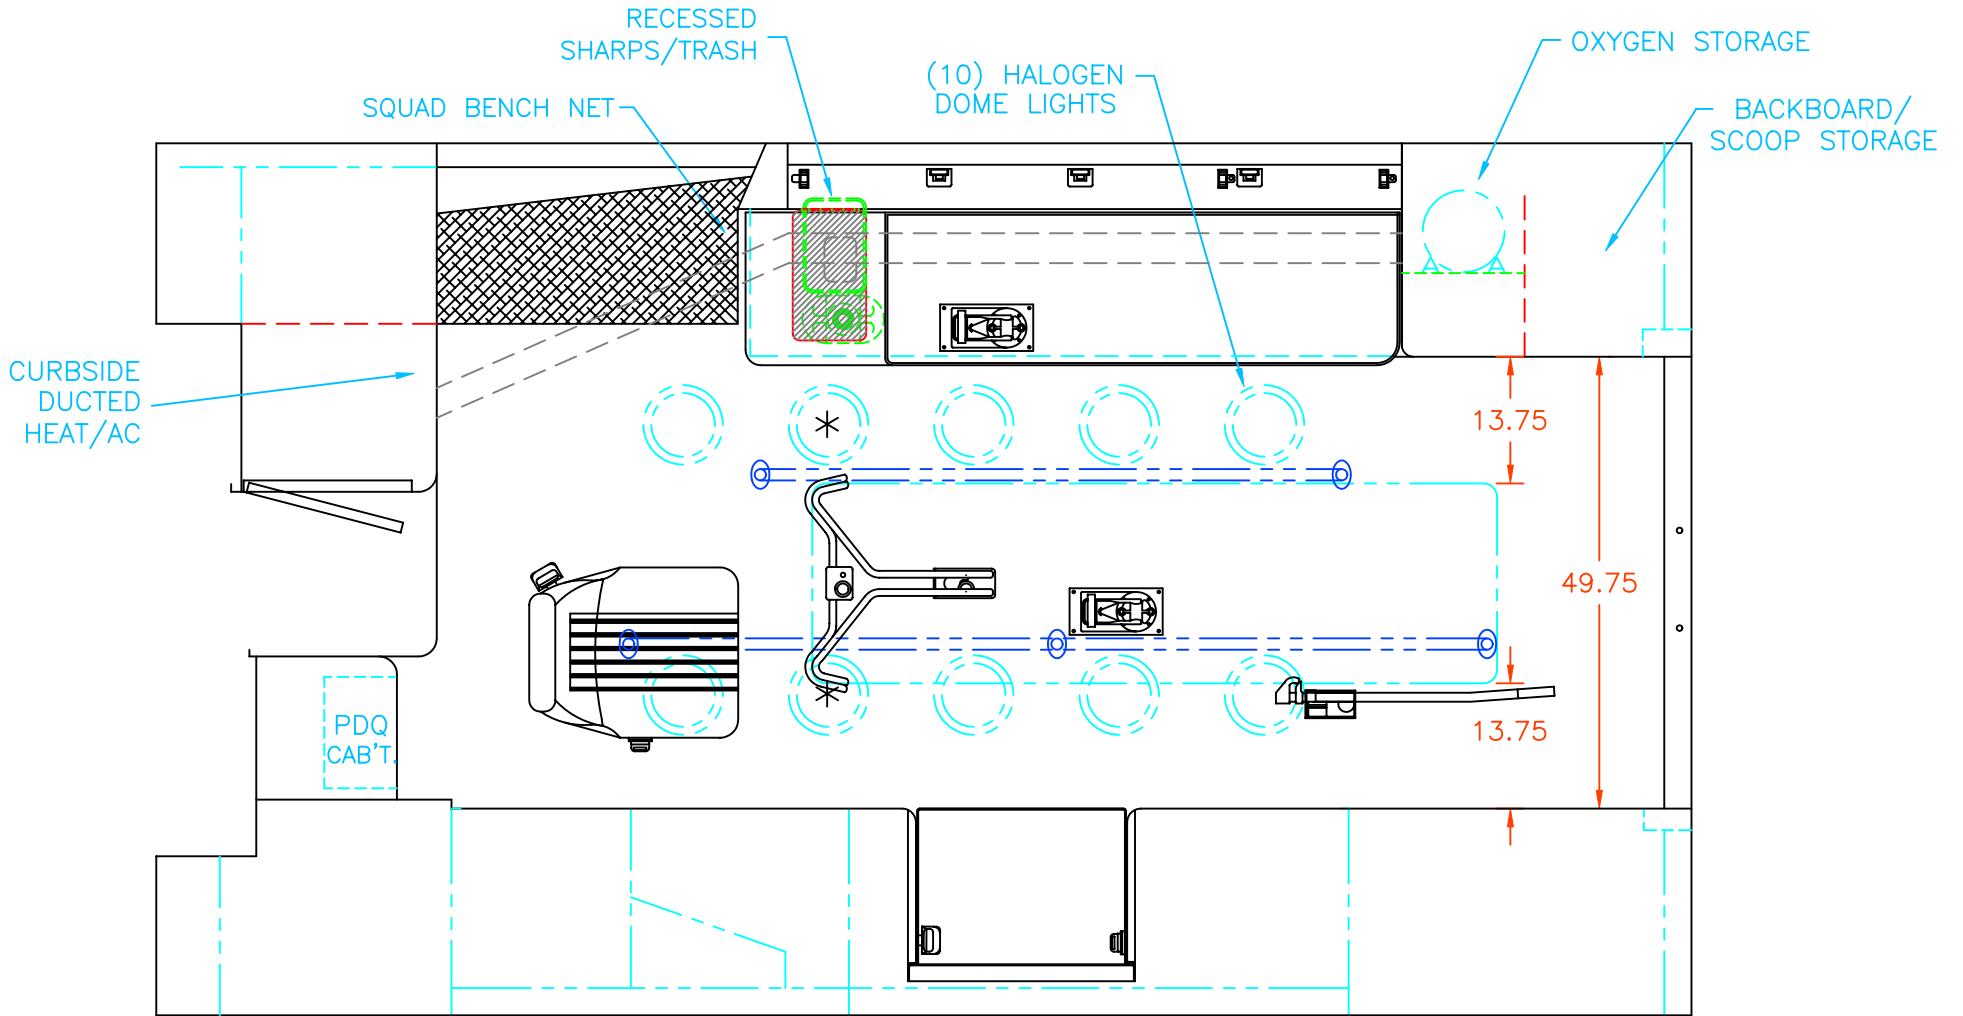 RECESSED
SHARPS/TRASH
OXYGEN STORAGE
(10) HALOGEN
DOME LIGHTS
SQUAD BENCH NET
BACKBOARD/
SCOOP STORAGE
CURBSIDE
DUCTED
HEAT/AC
13.75
49.75
13.75
PDQ
CAB'T.